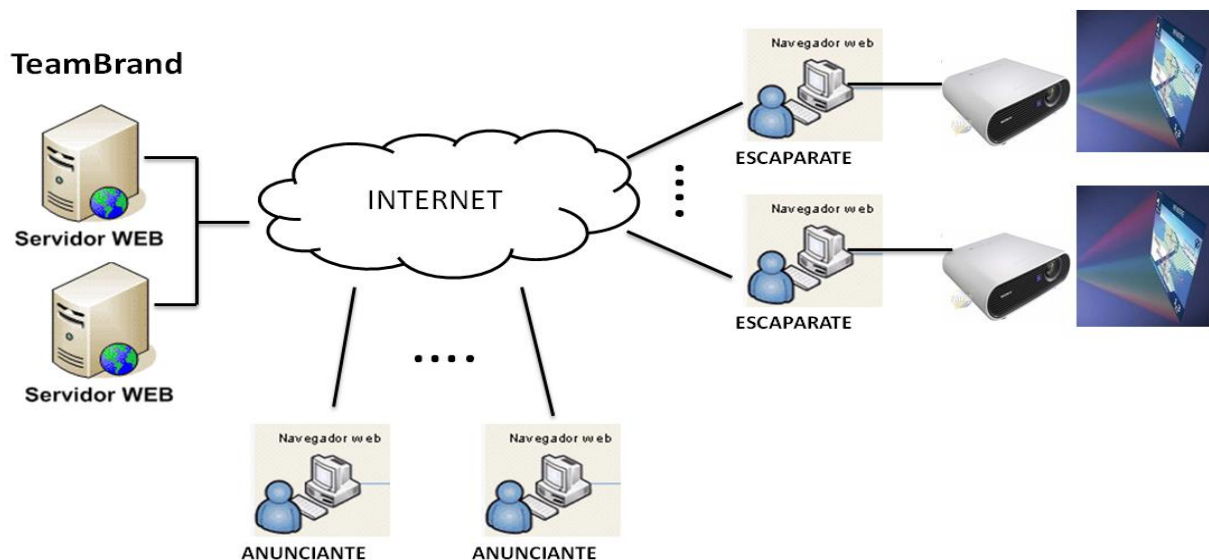 TeamBrand
Servidor WEB
Servidor WEB
INTERNET
Navegador web
ESCAPARATE
Navegador web
ESCAPARATE
Navegador web
ANUNCIANTE
Navegador web
ANUNCIANTE